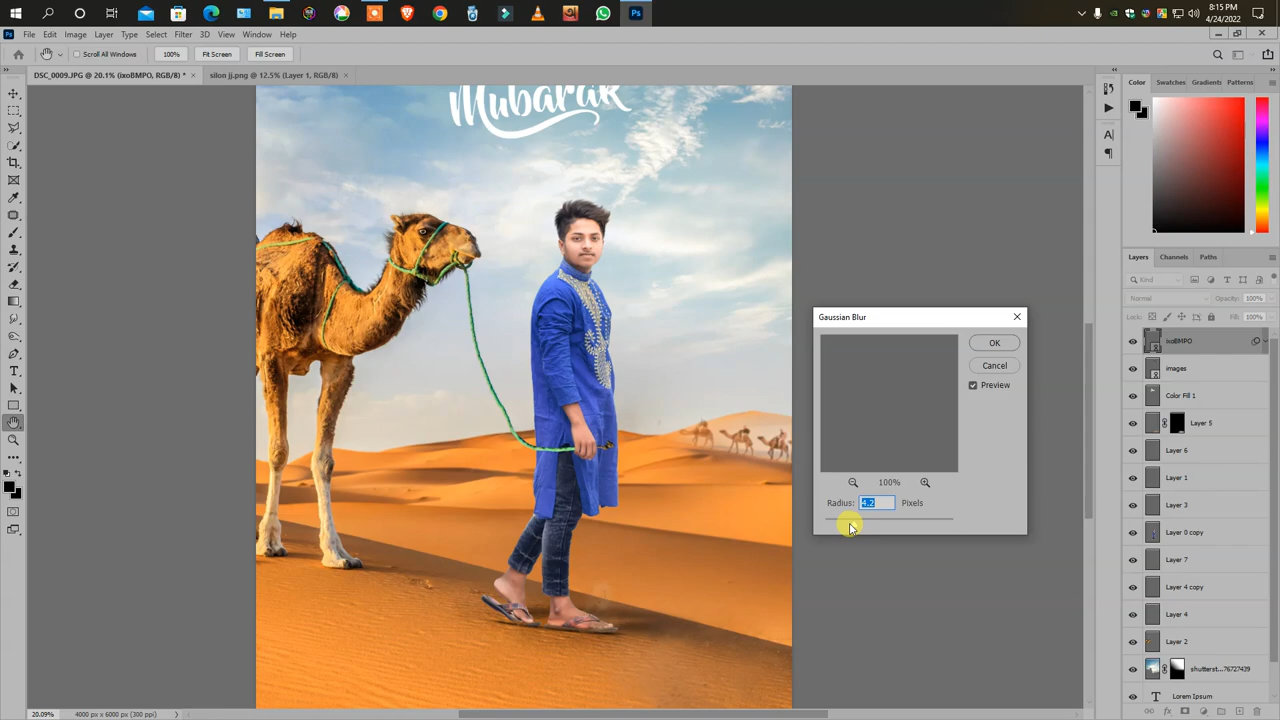 8:15 PM
4/24/2022
File Edit Image Layer Type Select Filter 3D View Window Help
Scroll All Windows 100% Fit Screen Fill Screen
DSC_0009.JPG @ 20.1% (ixoBMPO, RGB/8) * × silon jj.png @ 12.5% (Layer 1, RGB/8) ×
Color Swatches Gradients Patterns
Mubarak
Layers Channels Paths
Kind
Normal Opacity: 100%
Lock: Fill: 100%
ixoBMPO
images
Color Fill 1
Layer 5
Layer 6
Layer 1
Layer 3
Layer 0 copy
Layer 7
Layer 4 copy
Layer 4
Layer 2
shutterst...76727439
Lorem Ipsum
Gaussian Blur
OK
Cancel
Preview
100%
Radius: 4.2 Pixels
20.09% 4000 px x 6000 px (300 ppi)